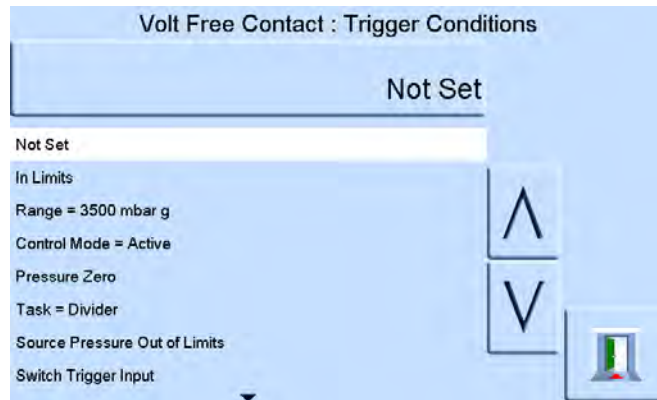 Volt Free Contact : Trigger Conditions
Not Set
Not Set
In Limits
Range = 3500 mbar g
Control Mode = Active
Pressure Zero
Task = Divider
Source Pressure Out of Limits
Switch Trigger Input